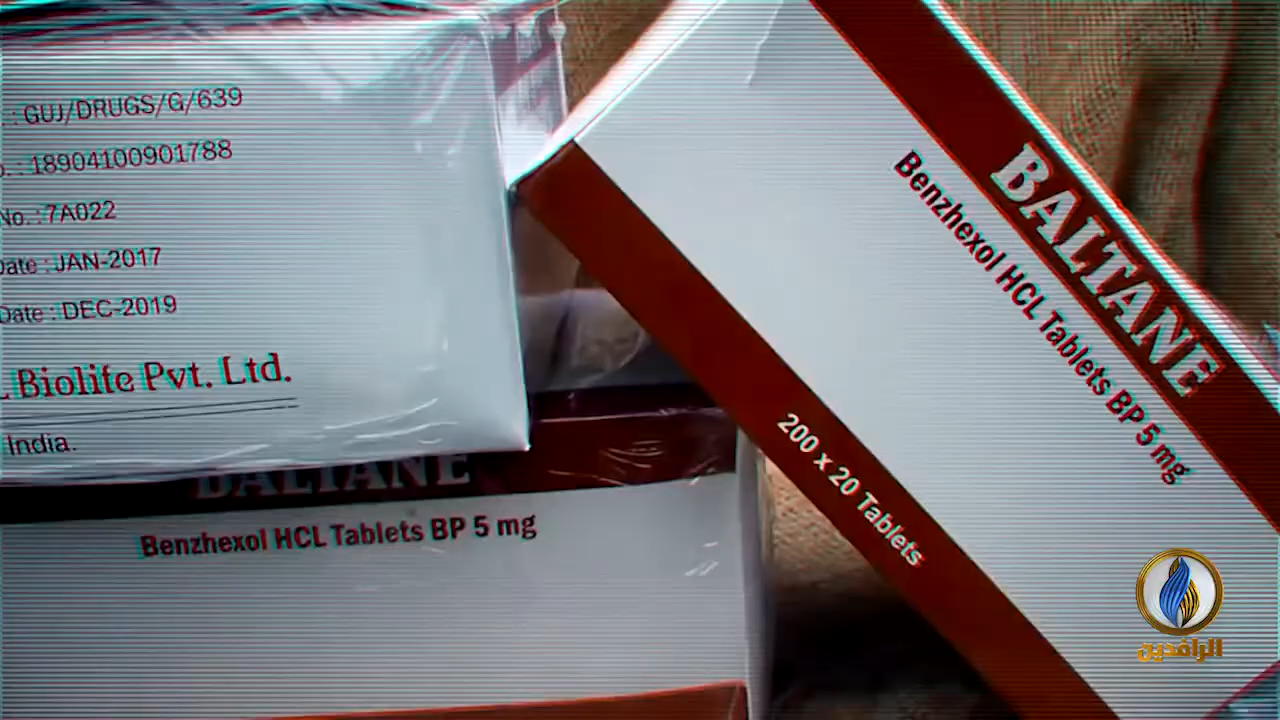 : GUJ/DRUGS/G/639
. : 18904100901788
No. : 7A022
Date : JAN-2017
Date : DEC-2019
Biolife Pvt. Ltd.
India.
BALTANE
Benzhexol HCL Tablets BP 5 mg
BALTANE
Benzhexol HCL Tablets BP 5 mg
200 x 20 Tablets
الرافدين